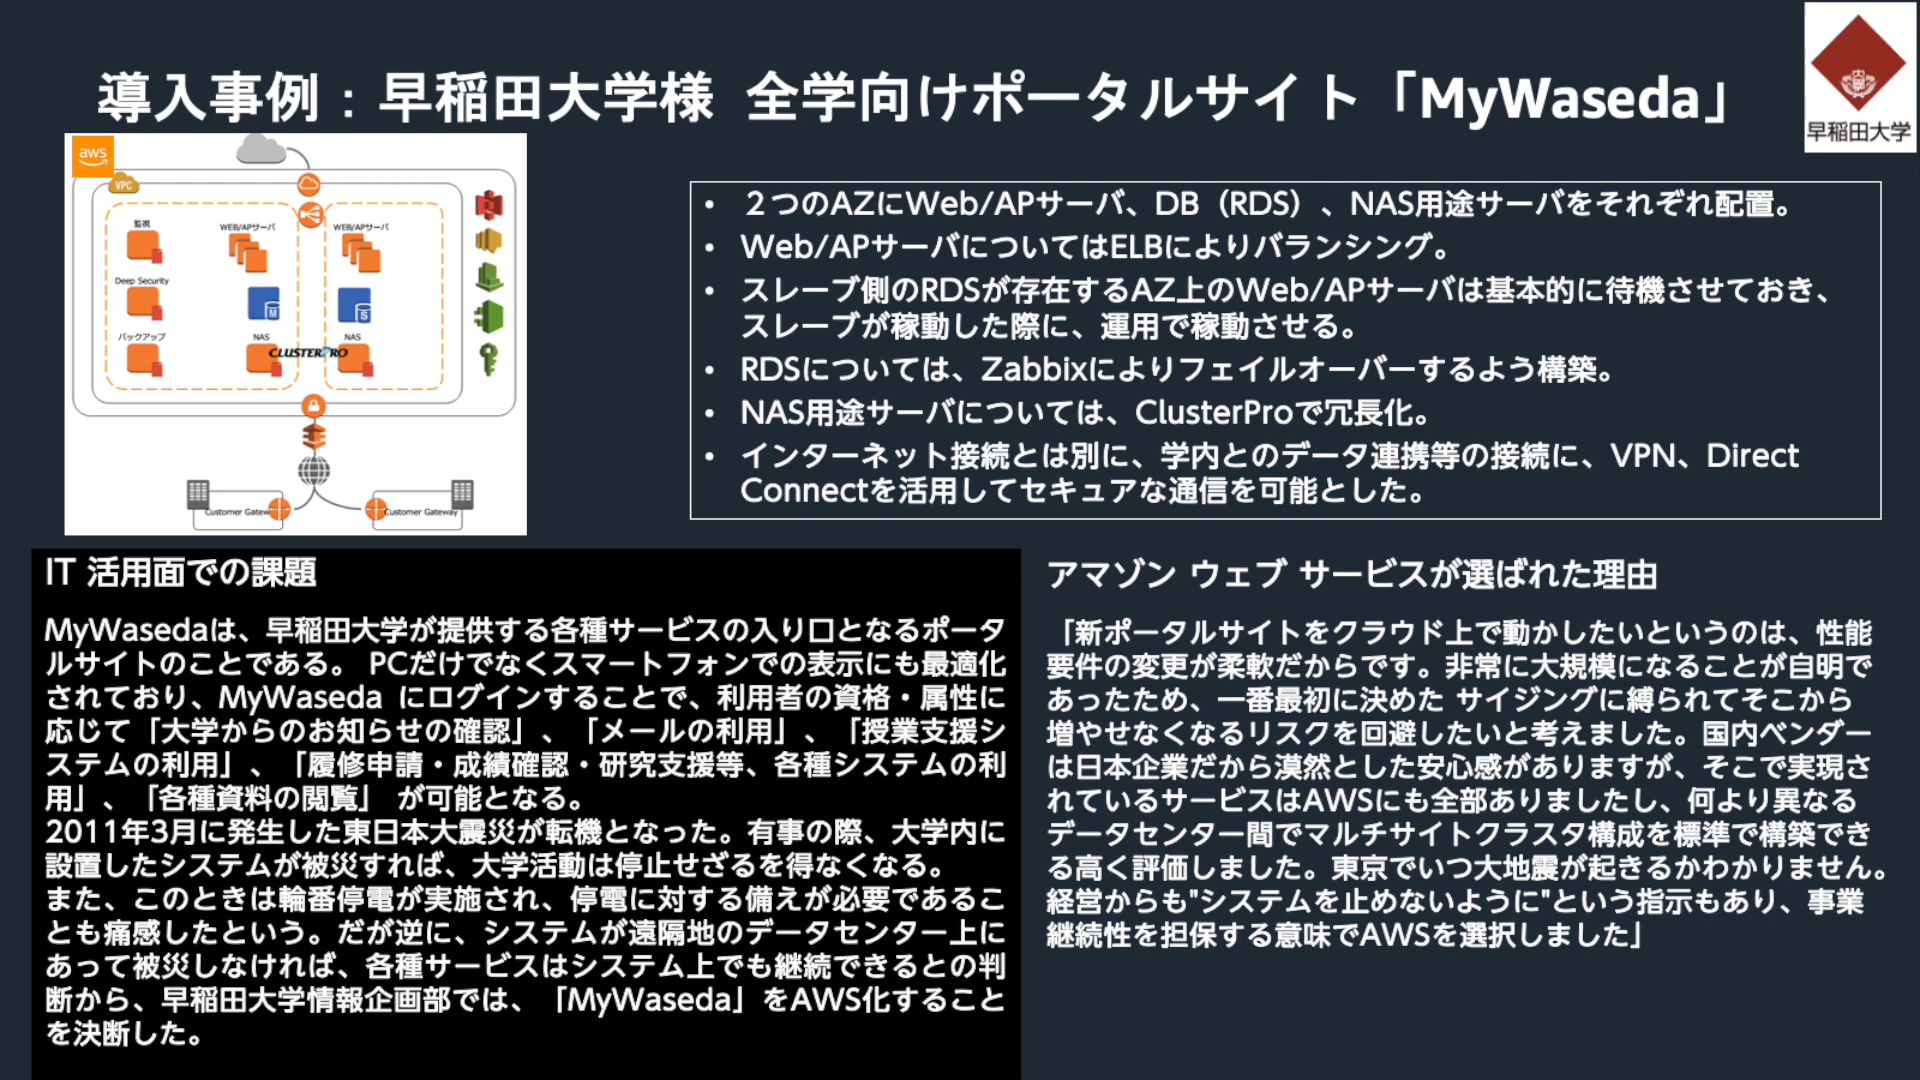 導入事例：早稲田大学様 全学向けポータルサイト「MyWaseda」
早稲田大学
aws
VPC
監視
WEB/APサーバ
WEB/APサーバ
Deep Security
M
S
バックアップ
NAS
NAS
CLUSTERPRO
Customer Gatew
Customer Gateway
• ２つのAZにWeb/APサーバ、DB（RDS）、NAS用途サーバをそれぞれ配置。
• Web/APサーバについてはELBによりバランシング。
• スレーブ側のRDSが存在するAZ上のWeb/APサーバは基本的に待機させておき、
スレーブが稼動した際に、運用で稼動させる。
• RDSについては、Zabbixによりフェイルオーバーするよう構築。
• NAS用途サーバについては、ClusterProで冗長化。
• インターネット接続とは別に、学内とのデータ連携等の接続に、VPN、Direct
Connectを活用してセキュアな通信を可能とした。
IT 活用面での課題
MyWasedaは、早稲田大学が提供する各種サービスの入り口となるポータ
ルサイトのことである。 PCだけでなくスマートフォンでの表示にも最適化
されており、MyWaseda にログインすることで、利用者の資格・属性に
応じて「大学からのお知らせの確認」、「メールの利用」、「授業支援シ
ステムの利用」、「履修申請・成績確認・研究支援等、各種システムの利
用」、「各種資料の閲覧」 が可能となる。
2011年3月に発生した東日本大震災が転機となった。有事の際、大学内に
設置したシステムが被災すれば、大学活動は停止せざるを得なくなる。
また、このときは輪番停電が実施され、停電に対する備えが必要であるこ
とも痛感したという。だが逆に、システムが遠隔地のデータセンター上に
あって被災しなければ、各種サービスはシステム上でも継続できるとの判
断から、早稲田大学情報企画部では、「MyWaseda」をAWS化すること
を決断した。
アマゾン ウェブ サービスが選ばれた理由
「新ポータルサイトをクラウド上で動かしたいというのは、性能
要件の変更が柔軟だからです。非常に大規模になることが自明で
あったため、一番最初に決めた サイジングに縛られてそこから
増やせなくなるリスクを回避したいと考えました。国内ベンダー
は日本企業だから漠然とした安心感がありますが、そこで実現さ
れているサービスはAWSにも全部ありましたし、何より異なる
データセンター間でマルチサイトクラスタ構成を標準で構築でき
る高く評価しました。東京でいつ大地震が起きるかわかりません。
経営からも"システムを止めないように"という指示もあり、事業
継続性を担保する意味でAWSを選択しました」